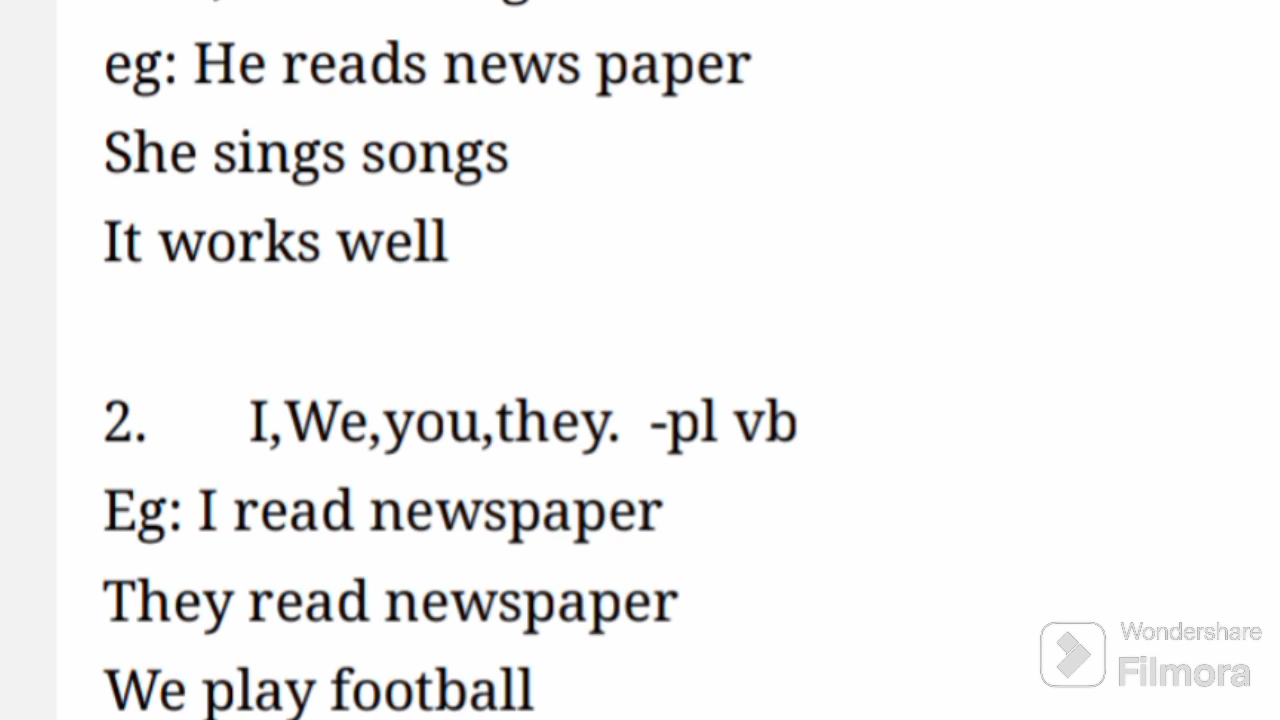 eg: He reads news paper
She sings songs
It works well
2. I,We,you,they. -pl vb
Eg: I read newspaper
They read newspaper
We play football
Wondershare
Filmora